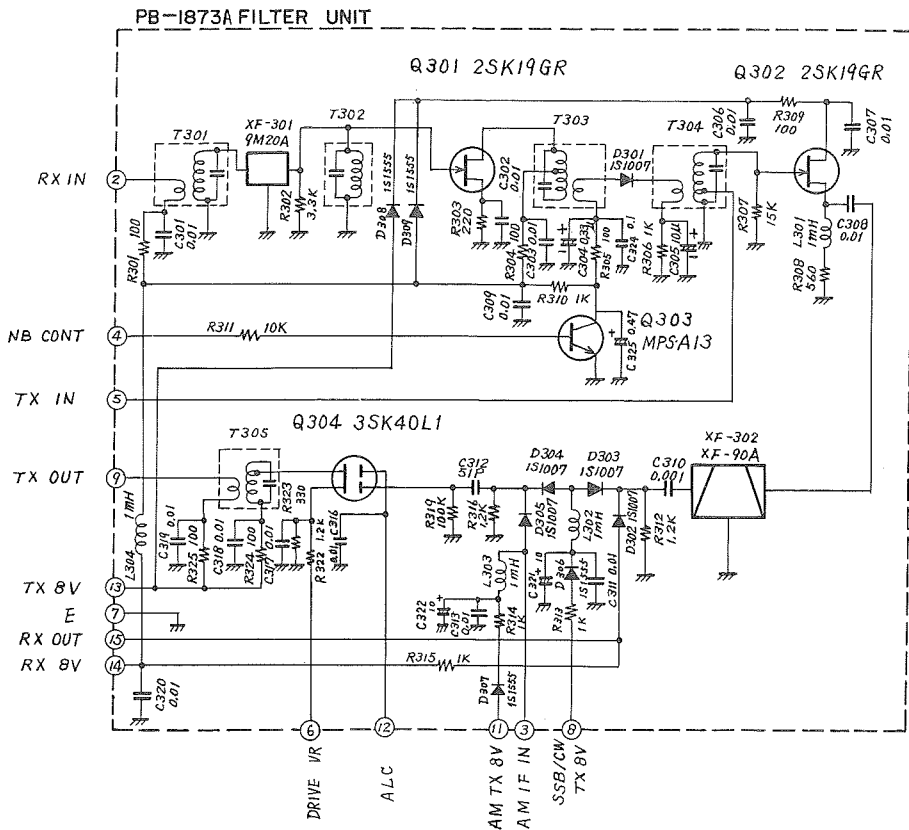 PB-1873A FILTER UNIT
Q301 2SK19GR
Q302 2SK19GR
T301
XF-301
9M20A
T302
T303
T304
C306
0.01
R309
100
C307
0.01
RX IN
2
R302
3.3K
D308
1S1555
D309
1S1555
C302
0.01
D301
1S1007
R301
100
C301
0.01
R303
220
R304
100
C303
0.01
C304
0.33
R305
100
C324
0.1
R306
1K
C305
R307
15K
L301
1mH
C308
0.01
R308
560
C309
0.01
R310 1K
NB CONT
4
R311
10K
Q303
MPSA13
C325
0.47
TX IN
5
Q304 3SK40L1
T305
XF-302
XF-90A
TX OUT
9
R323
330
C312
51P
D304
1S1007
D303
1S1007
C310
0.001
L304
1mH
C319
0.01
R325
100
C318
0.01
R324
100
C317
0.01
R322
1.2K
C316
0.01
R319
100K
R316
1.2K
D305
1S1007
L302
1mH
D302
1S1007
R312
1.2K
L303
1mH
C322
10
C313
0.01
R314
1K
C321
10
D306
1S1555
C311
0.01
R313
1K
TX 8V
13
E
7
RX OUT
15
RX 8V
14
R315
1K
C320
0.01
D307
1S1555
6
12
11
3
8
DRIVE VR
ALC
AM TX 8V
AM IF IN
SSB/CW
TX 8V